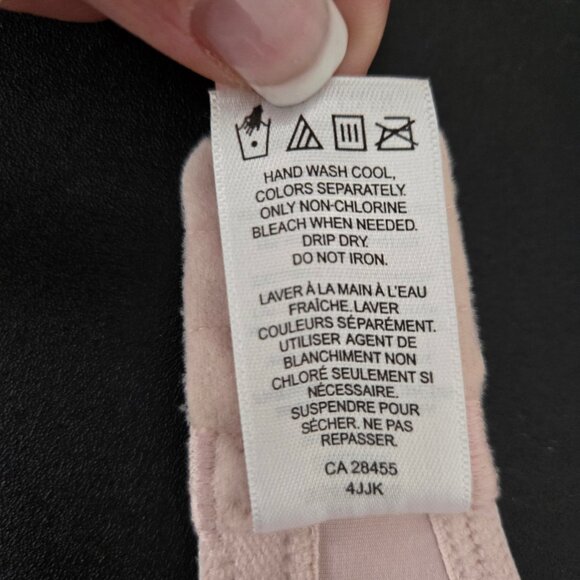 HAND WASH COOL,
COLORS SEPARATELY.
ONLY NON-CHLORINE
BLEACH WHEN NEEDED.
DRIP DRY.
DO NOT IRON.
LAVER À LA MAIN À L'EAU
FRAÎCHE.LAVER
COULEURS SÉPARÉMENT.
UTILISER AGENT DE
BLANCHIMENT NON
CHLORÉ SEULEMENT SI
NÉCESSAIRE.
SUSPENDRE POUR
SÉCHER. NE PAS
REPASSER.
CA 28455
4JJK